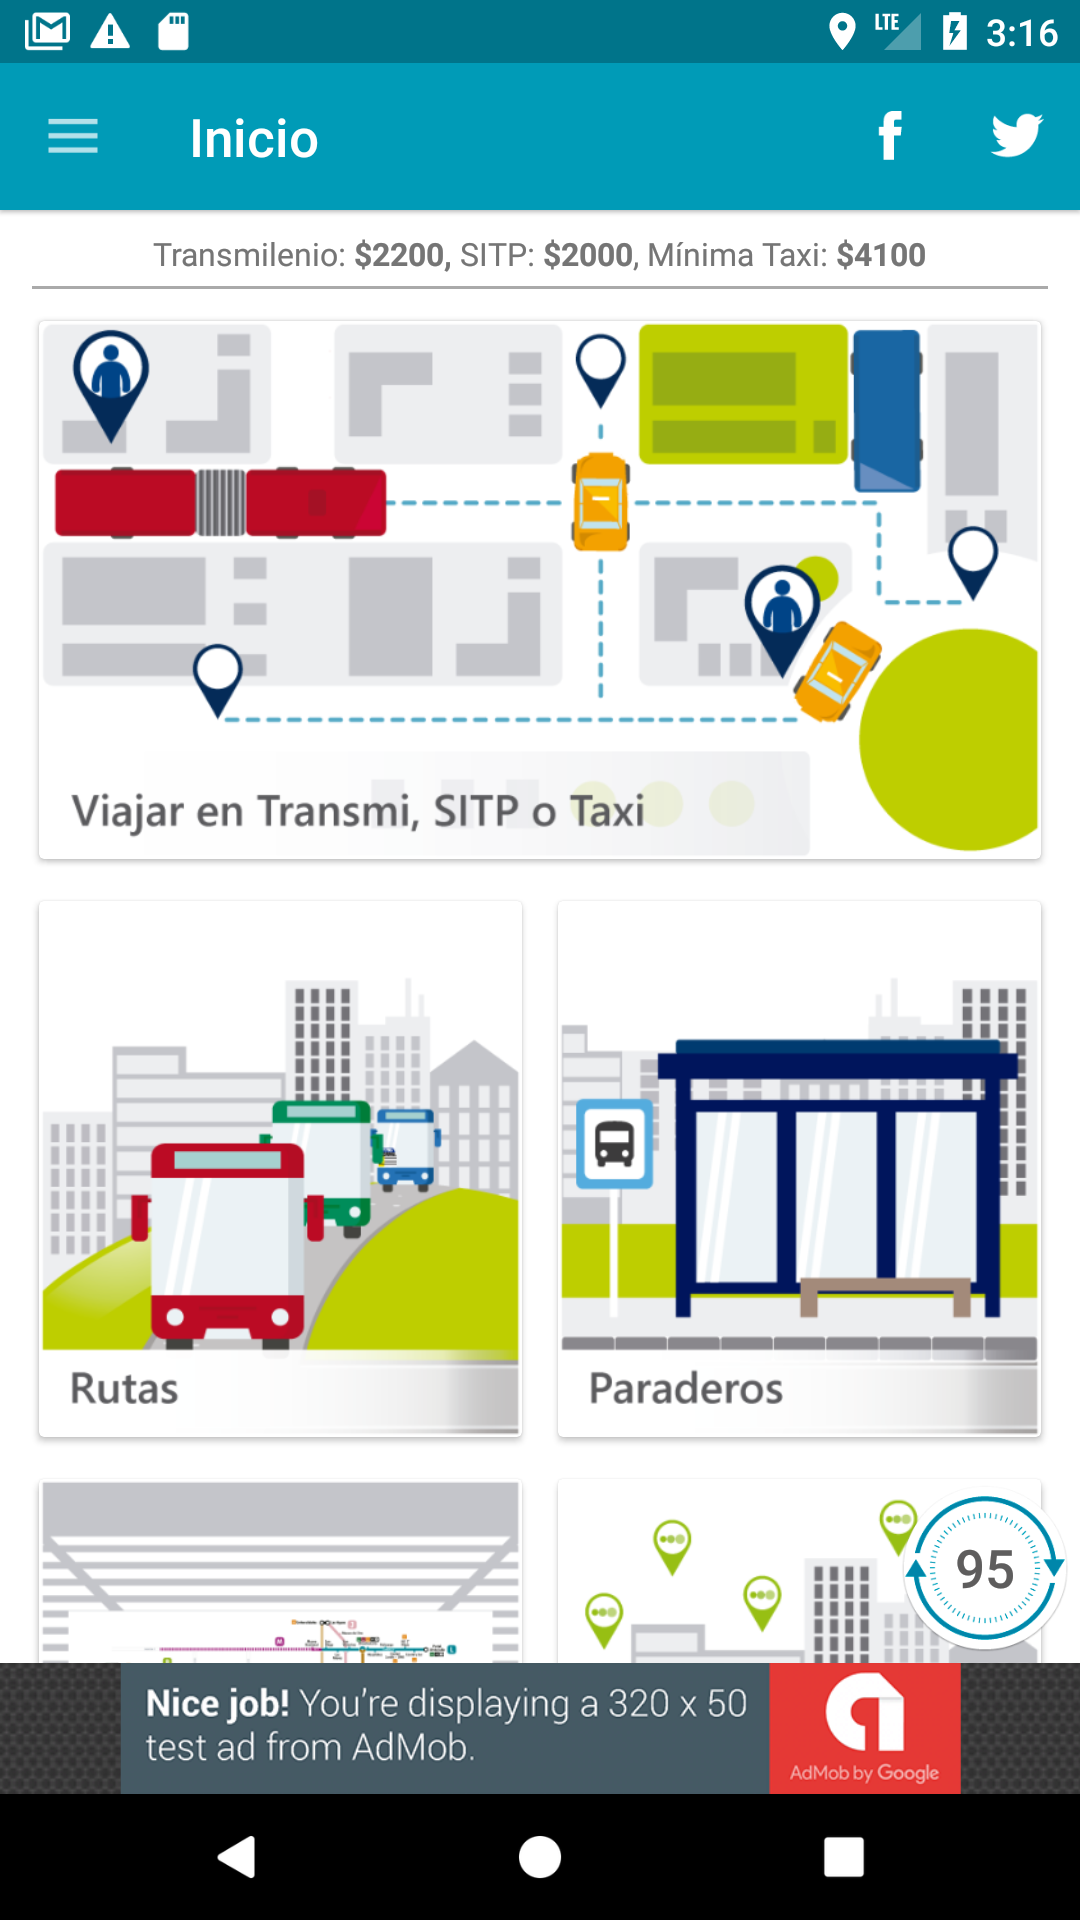 LTE 3:16
Inicio
Transmilenio: $2200, SITP: $2000, Mínima Taxi: $4100
Viajar en Transmi, SITP o Taxi
Rutas
Paraderos
95
Nice job! You're displaying a 320 x 50
test ad from AdMob.
AdMob by Google